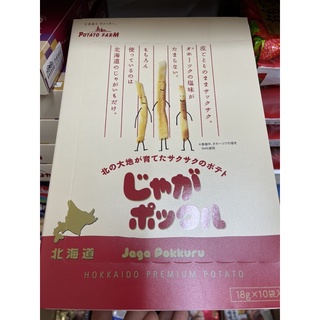 POTATO FARM
皮ごとそのままサックサク。
オホーツクの塩味が
たまらない。
もちろん
使っているのは
北海道のじゃがいもだけ。
北の大地が育てたサクサクのポテト
じゃが
ポックル
北海道
Jaga Pokkuru
HOKKAIDO PREMIUM POTATO
18g×10袋入